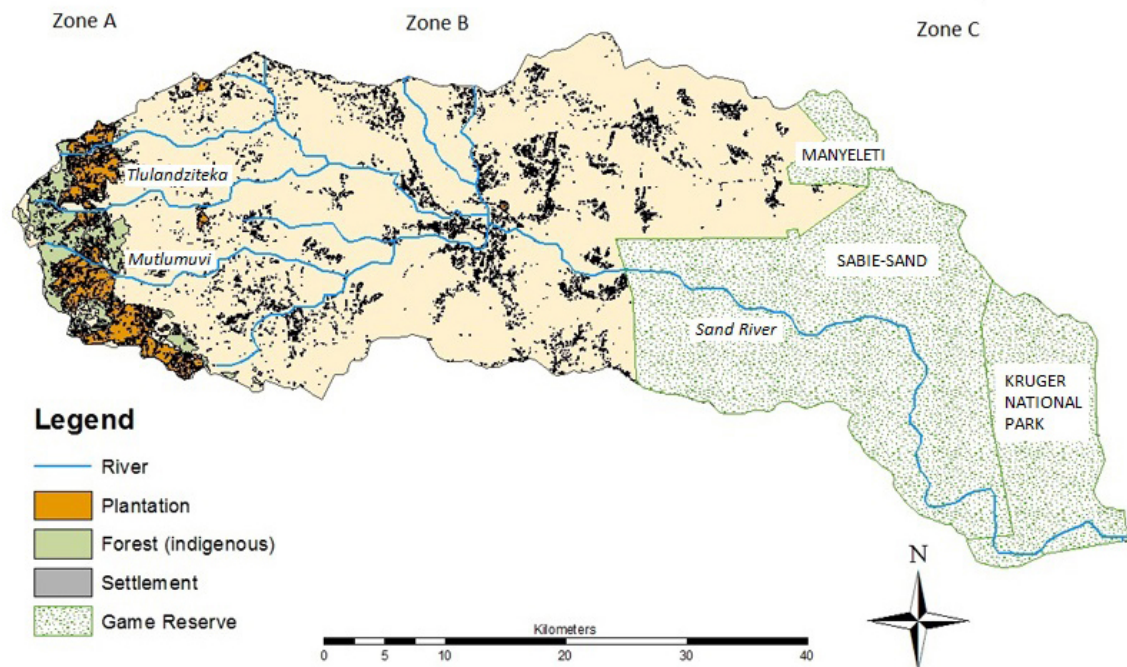 Zone A
Zone B
Zone C
MANYELETI
Tlulandziteka
Mutlumuvi
SABIE-SAND
Sand River
KRUGER
NATIONAL
PARK
Legend
River
Plantation
Forest (indigenous)
Settlement
Game Reserve
N
Kilometers
0 5 10 20 30 40